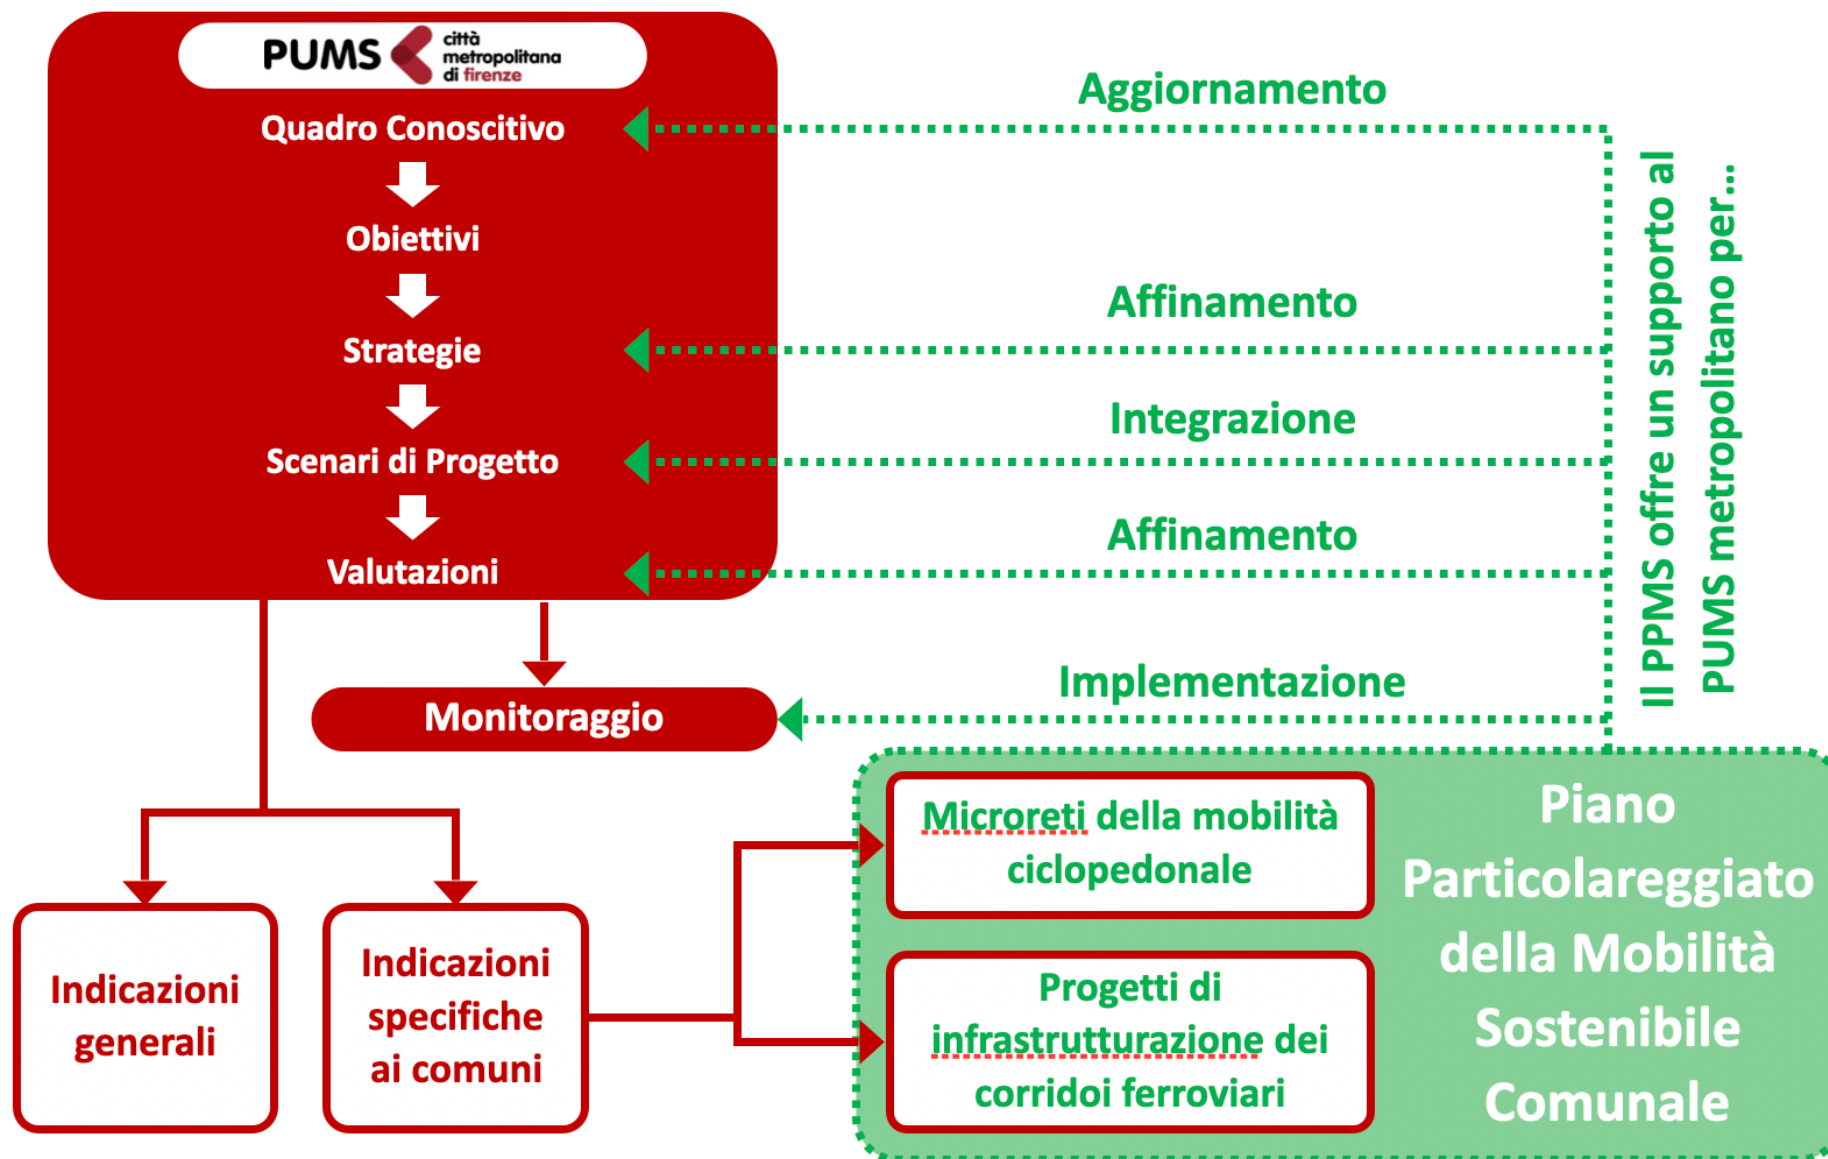 PUMS
città
metropolitana
di firenze
Quadro Conoscitivo
Obiettivi
Strategie
Scenari di Progetto
Valutazioni
Aggiornamento
Affinamento
Integrazione
Affinamento
Implementazione
Il PPMS offre un supporto al
PUMS metropolitano per...
Monitoraggio
Indicazioni
generali
Indicazioni
specifiche
ai comuni
Microreti della mobilità
ciclopedonale
Progetti di
infrastrutturazione dei
corridoi ferroviari
Piano
Particolareggiato
della Mobilità
Sostenibile
Comunale